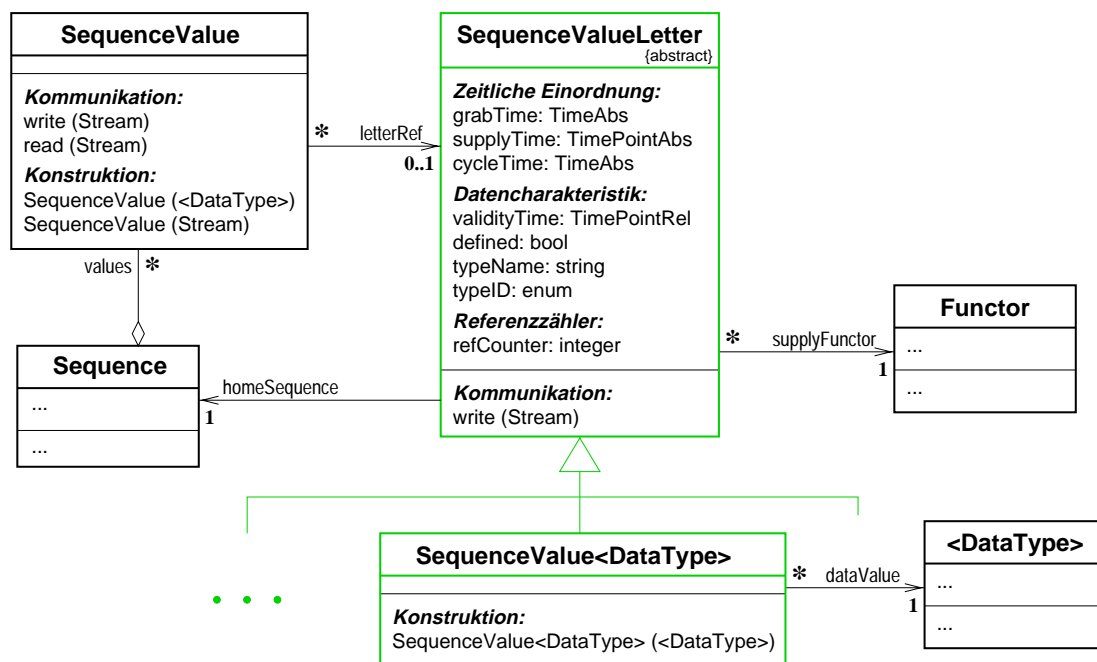 SequenceValue
Kommunikation:
write (Stream)
read (Stream)
Konstruktion:
SequenceValue (<DataType>)
SequenceValue (Stream)
* letterRef
0..1
SequenceValueLetter
{abstract}
Zeitliche Einordnung:
grabTime: TimeAbs
supplyTime: TimePointAbs
cycleTime: TimeAbs
Datencharakteristik:
validityTime: TimePointRel
defined: bool
typeName: string
typeID: enum
Referenzzähler:
refCounter: integer
Kommunikation:
write (Stream)
values *
Sequence
...
...
homeSequence
1
* supplyFunctor
1
Functor
...
...
SequenceValue<DataType>
Konstruktion:
SequenceValue<DataType> (<DataType>)
* dataValue
1
<DataType>
...
...
• • •